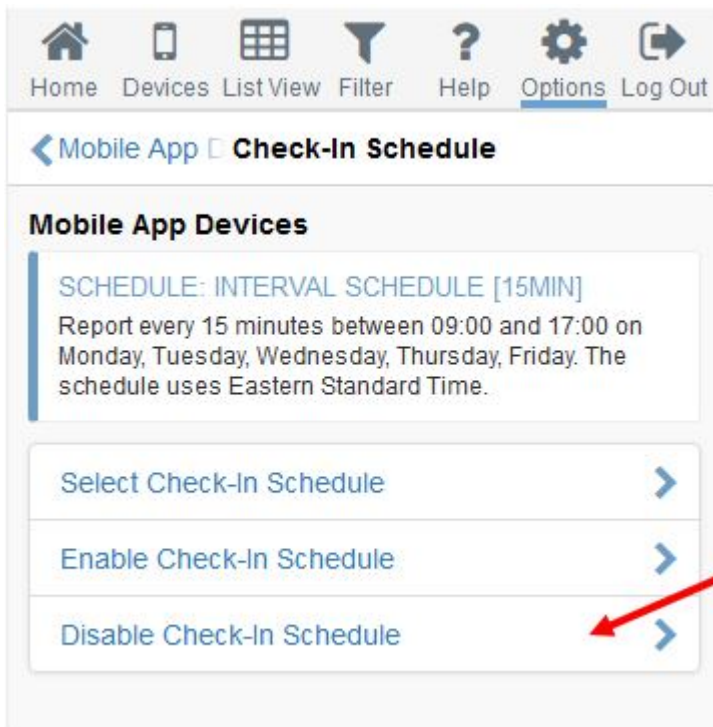 Home Devices List View Filter Help Options Log Out
Mobile App Check-In Schedule
Mobile App Devices
SCHEDULE: INTERVAL SCHEDULE [15MIN]
Report every 15 minutes between 09:00 and 17:00 on
Monday, Tuesday, Wednesday, Thursday, Friday. The
schedule uses Eastern Standard Time.
Select Check-In Schedule
Enable Check-In Schedule
Disable Check-In Schedule